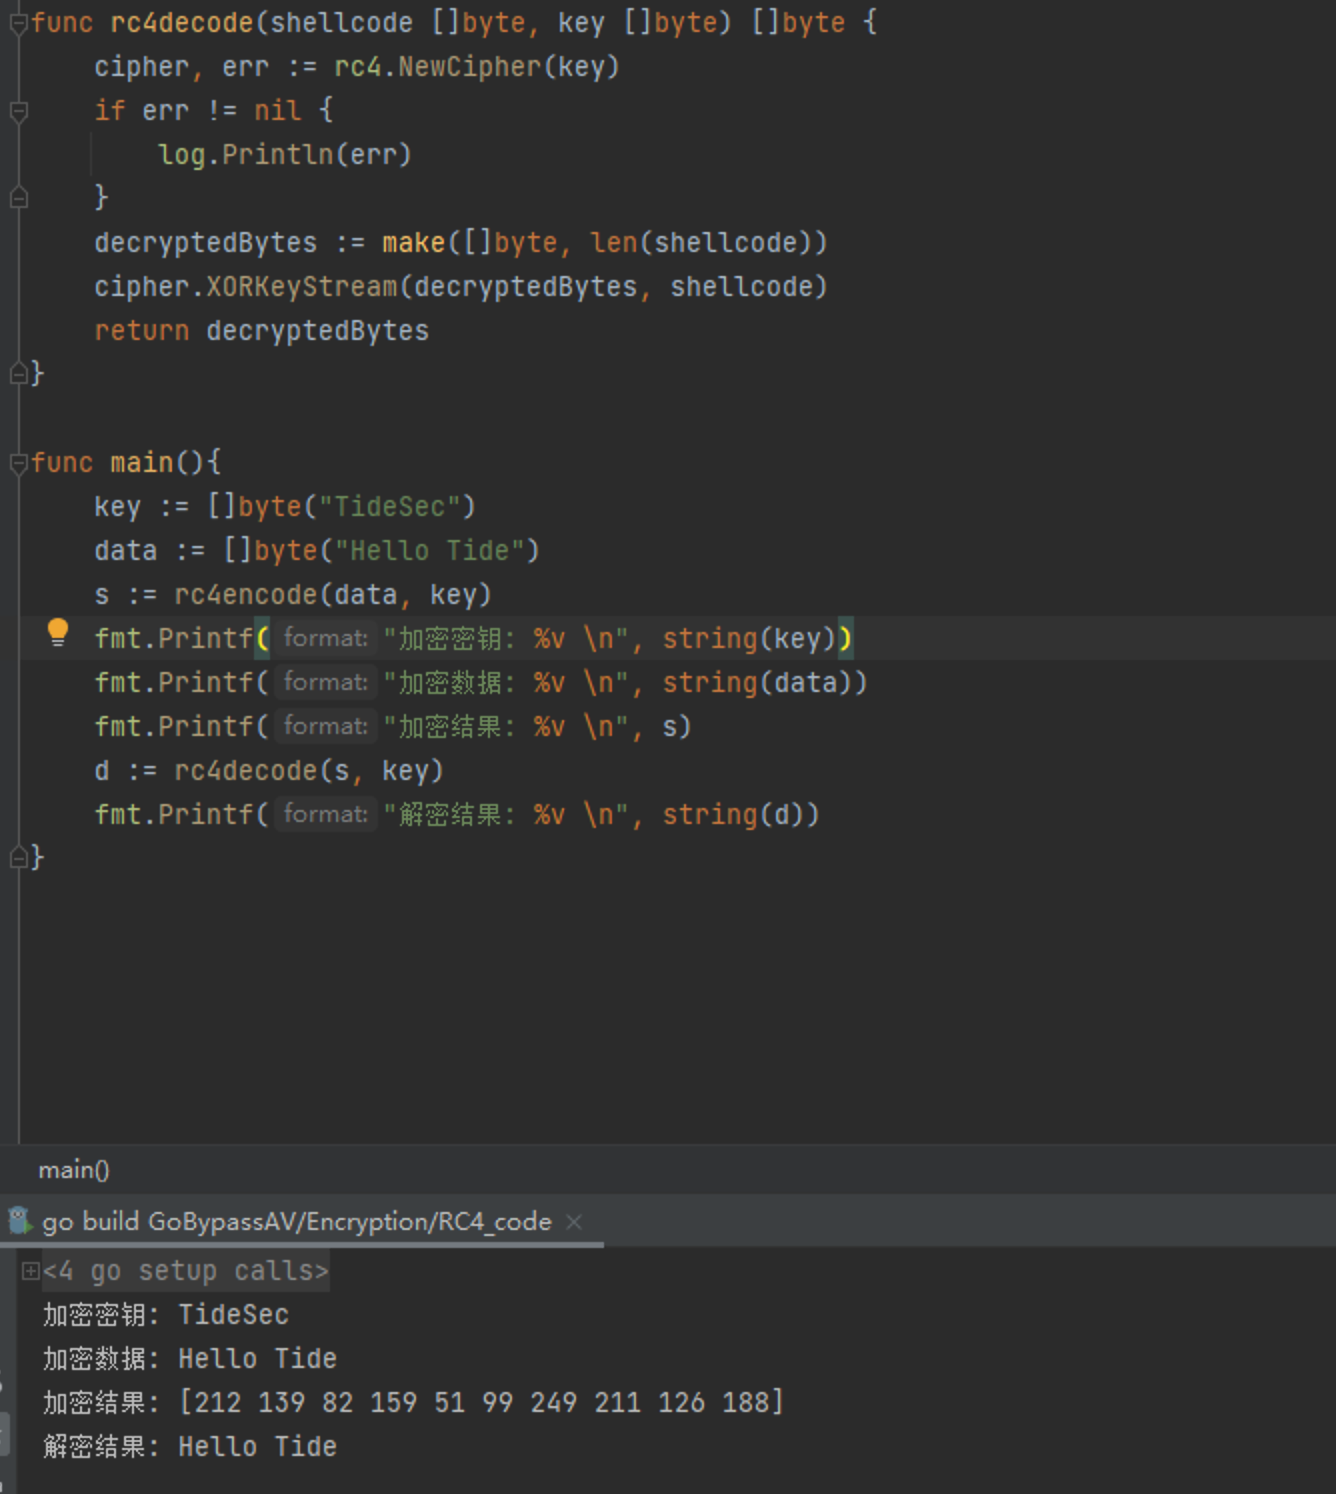 func rc4decode(shellcode []byte, key []byte) []byte {
    cipher, err := rc4.NewCipher(key)
    if err != nil {
        log.Println(err)
    }
    decryptedBytes := make([]byte, len(shellcode))
    cipher.XORKeyStream(decryptedBytes, shellcode)
    return decryptedBytes
}
func main(){
    key := []byte("TideSec")
    data := []byte("Hello Tide")
    s := rc4encode(data, key)
    fmt.Printf( format: "加密密钥: %v \n", string(key))
    fmt.Printf( format: "加密数据: %v \n", string(data))
    fmt.Printf( format: "加密结果: %v \n", s)
    d := rc4decode(s, key)
    fmt.Printf( format: "解密结果: %v \n", string(d))
}
main()
go build GoBypassAV/Encryption/RC4_code
<4 go setup calls>
加密密钥: TideSec
加密数据: Hello Tide
加密结果: [212 139 82 159 51 99 249 211 126 188]
解密结果: Hello Tide